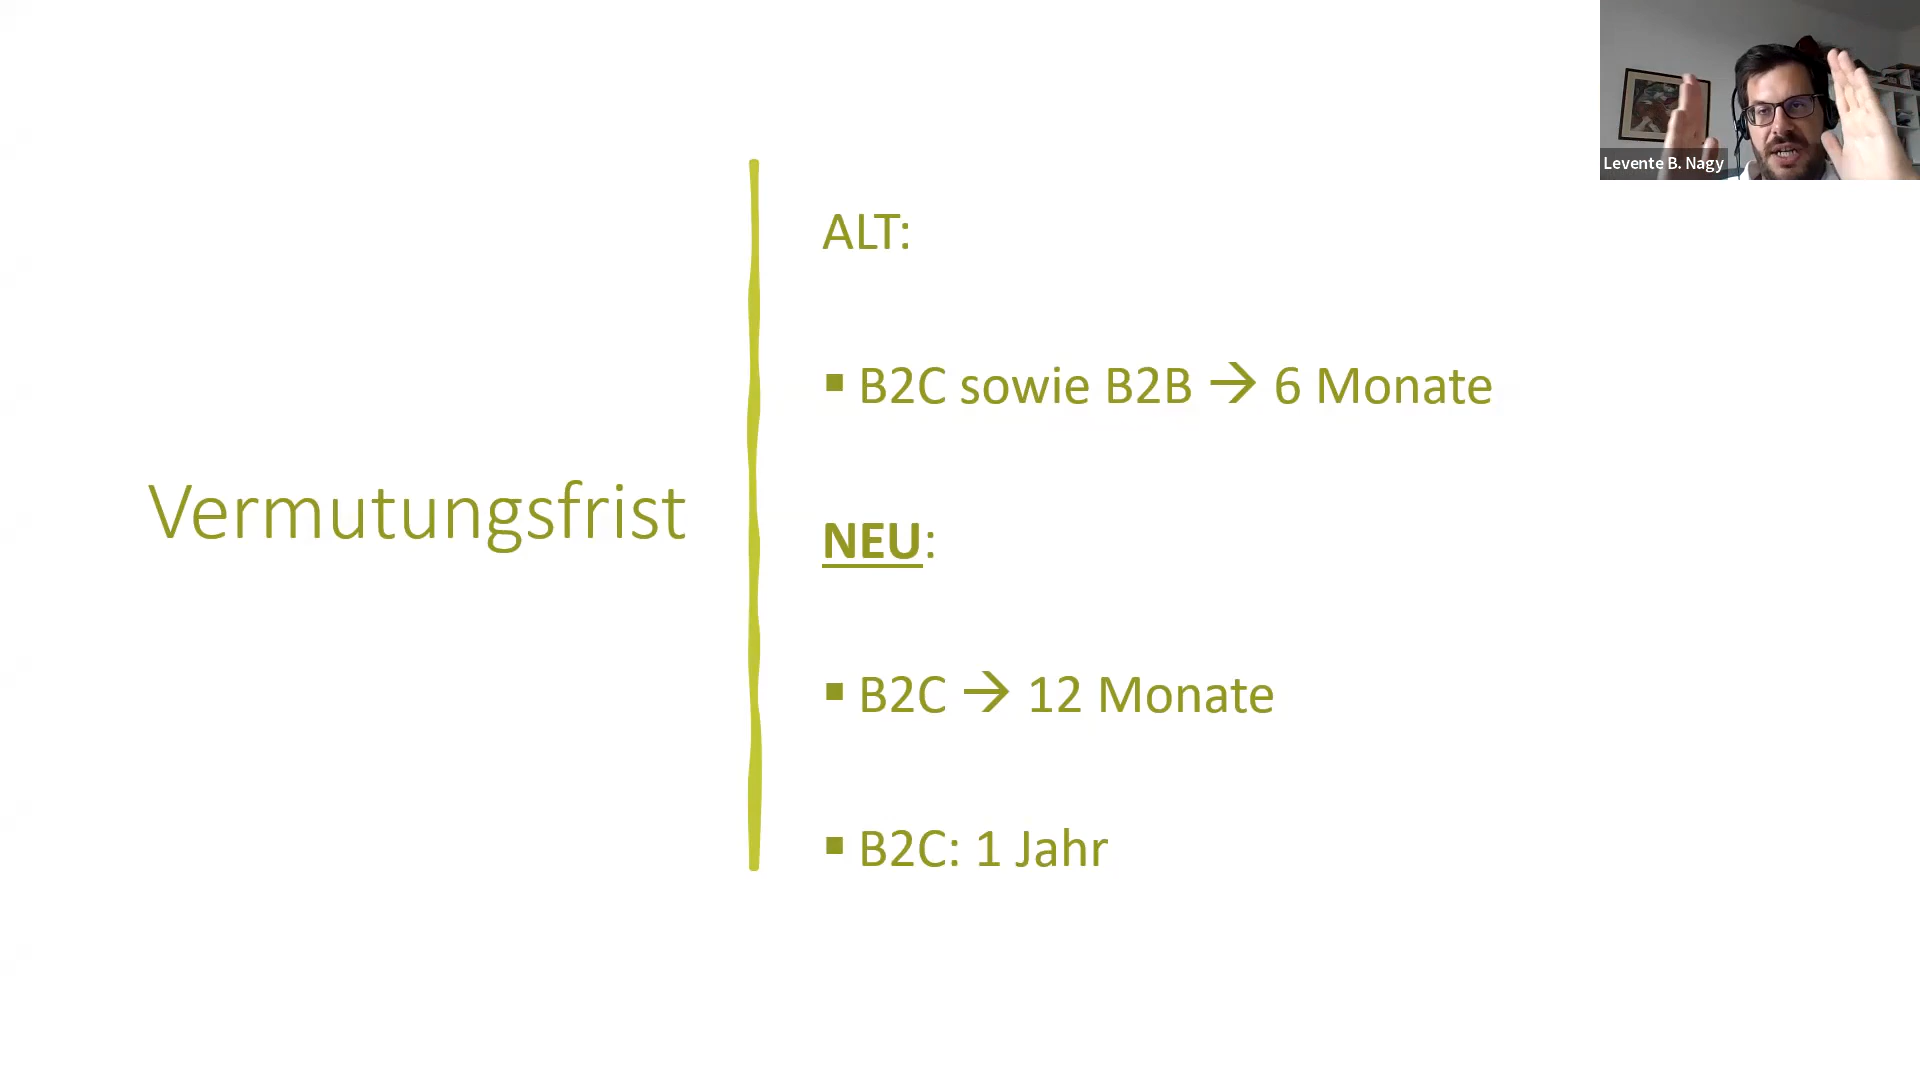 Levente B. Nagy
Vermutungsfrist
ALT:
▪ B2C sowie B2B → 6 Monate
NEU:
▪ B2C → 12 Monate
▪ B2C: 1 Jahr